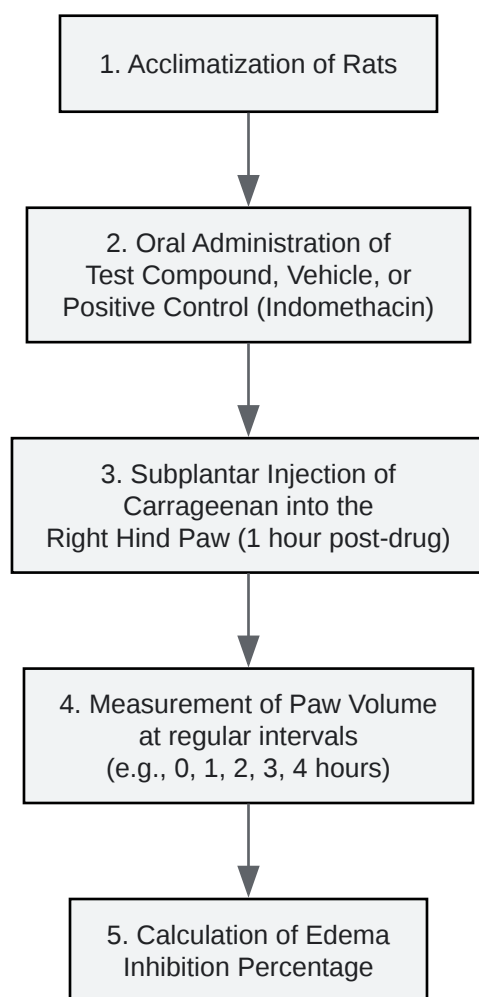 1. Acclimatization of Rats
2. Oral Administration of
Test Compound, Vehicle, or
Positive Control (Indomethacin)
3. Subplantar Injection of
Carrageenan into the
Right Hind Paw (1 hour post-drug)
4. Measurement of Paw Volume
at regular intervals
(e.g., 0, 1, 2, 3, 4 hours)
5. Calculation of Edema
Inhibition Percentage